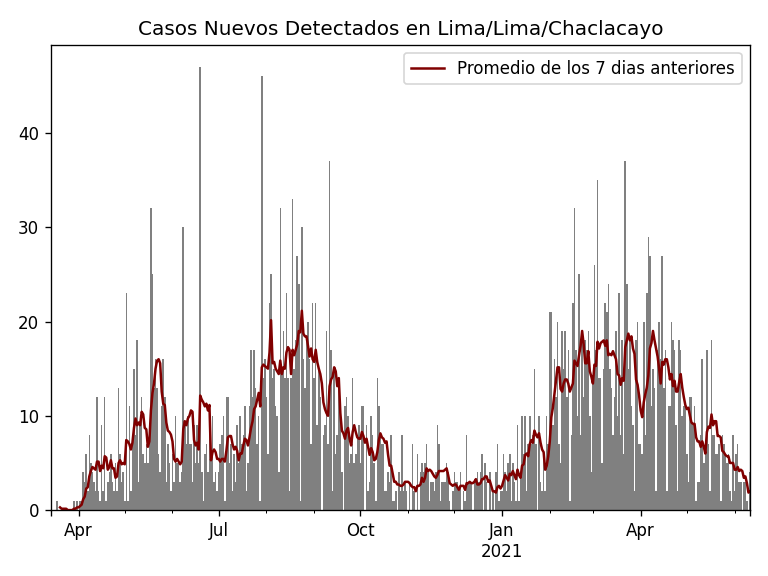 Casos Nuevos Detectados en Lima/Lima/Chaclacayo
Promedio de los 7 dias anteriores
40
30
20
10
0
Apr Jul Oct Jan Apr
2021